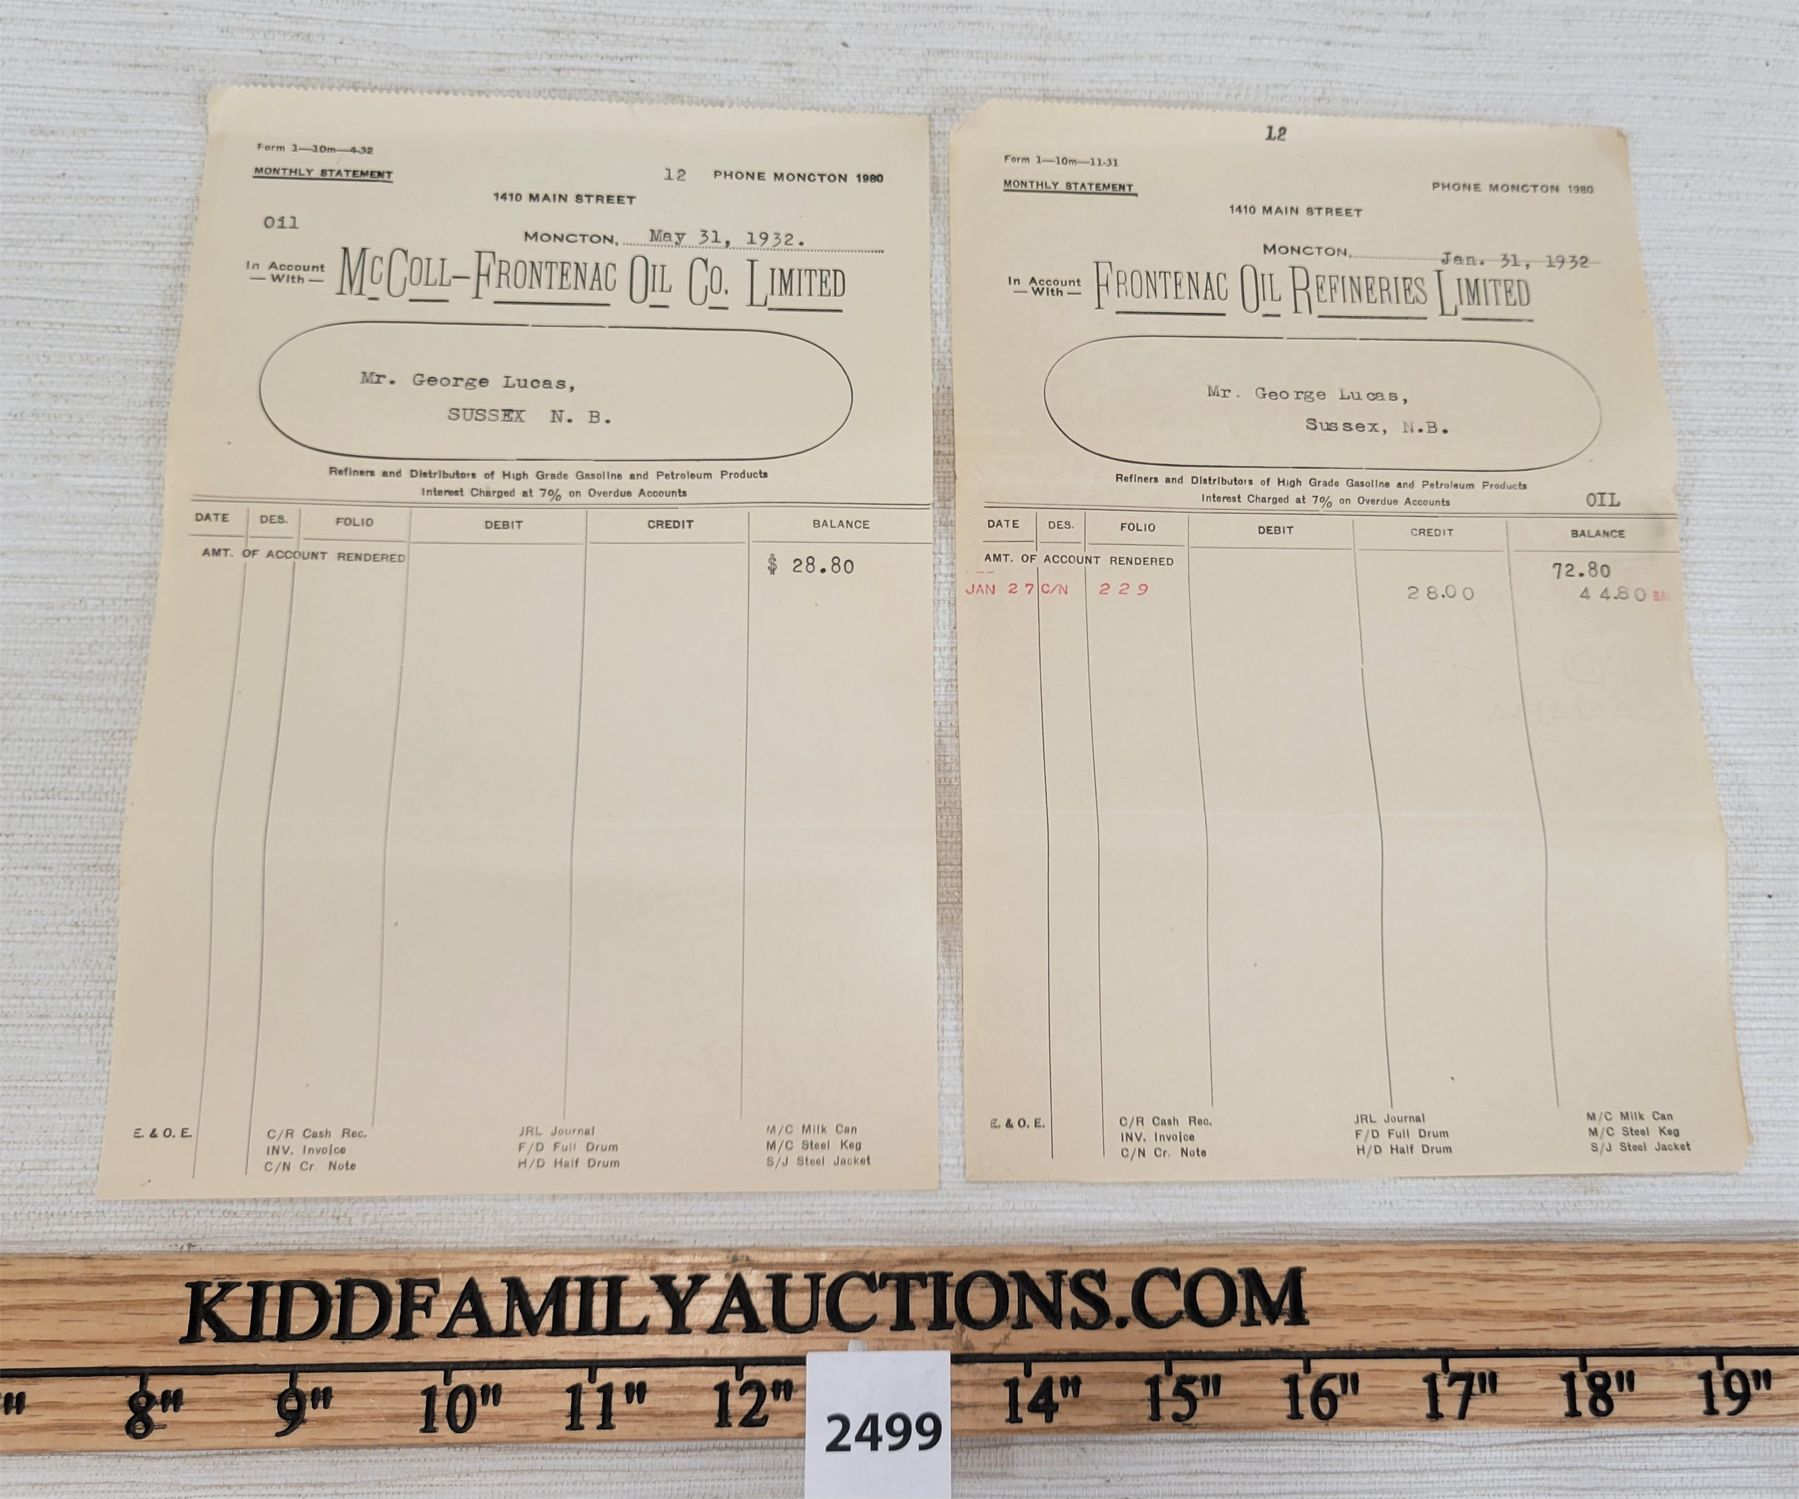 Form 1—10m—4-32
MONTHLY STATEMENT
12 PHONE MONCTON 1980
1410 MAIN STREET
Oil
MONCTON, May 31, 1932.
In Account
— With —
McCOLL–FRONTENAC OIL CO. LIMITED
Mr. George Lucas,
SUSSEX N. B.
Refiners and Distributors of High Grade Gasoline and Petroleum Products
Interest Charged at 7% on Overdue Accounts
DATE DES. FOLIO DEBIT CREDIT BALANCE
AMT. OF ACCOUNT RENDERED
$ 28.80
E. & O. E.
C/R Cash Rec. JRL Journal M/C Milk Can
INV. Invoice F/D Full Drum M/C Steel Keg
C/N Cr. Note H/D Half Drum S/J Steel Jacket
12
Form 1—10m—11-31
MONTHLY STATEMENT
PHONE MONCTON 1980
1410 MAIN STREET
MONCTON, Jan. 31, 1932
In Account
— With —
FRONTENAC OIL REFINERIES LIMITED
Mr. George Lucas,
Sussex, N.B.
Refiners and Distributors of High Grade Gasoline and Petroleum Products
Interest Charged at 7% on Overdue Accounts
OIL
DATE DES. FOLIO DEBIT CREDIT BALANCE
AMT. OF ACCOUNT RENDERED
72.80
JAN 27 C/N 229 28.00 44.80
E. & O. E.
C/R Cash Rec. JRL Journal M/C Milk Can
INV. Invoice F/D Full Drum M/C Steel Keg
C/N Cr. Note H/D Half Drum S/J Steel Jacket
KIDDFAMILYAUCTIONS.COM
8" 9" 10" 11" 12" 14" 15" 16" 17" 18" 19"
2499